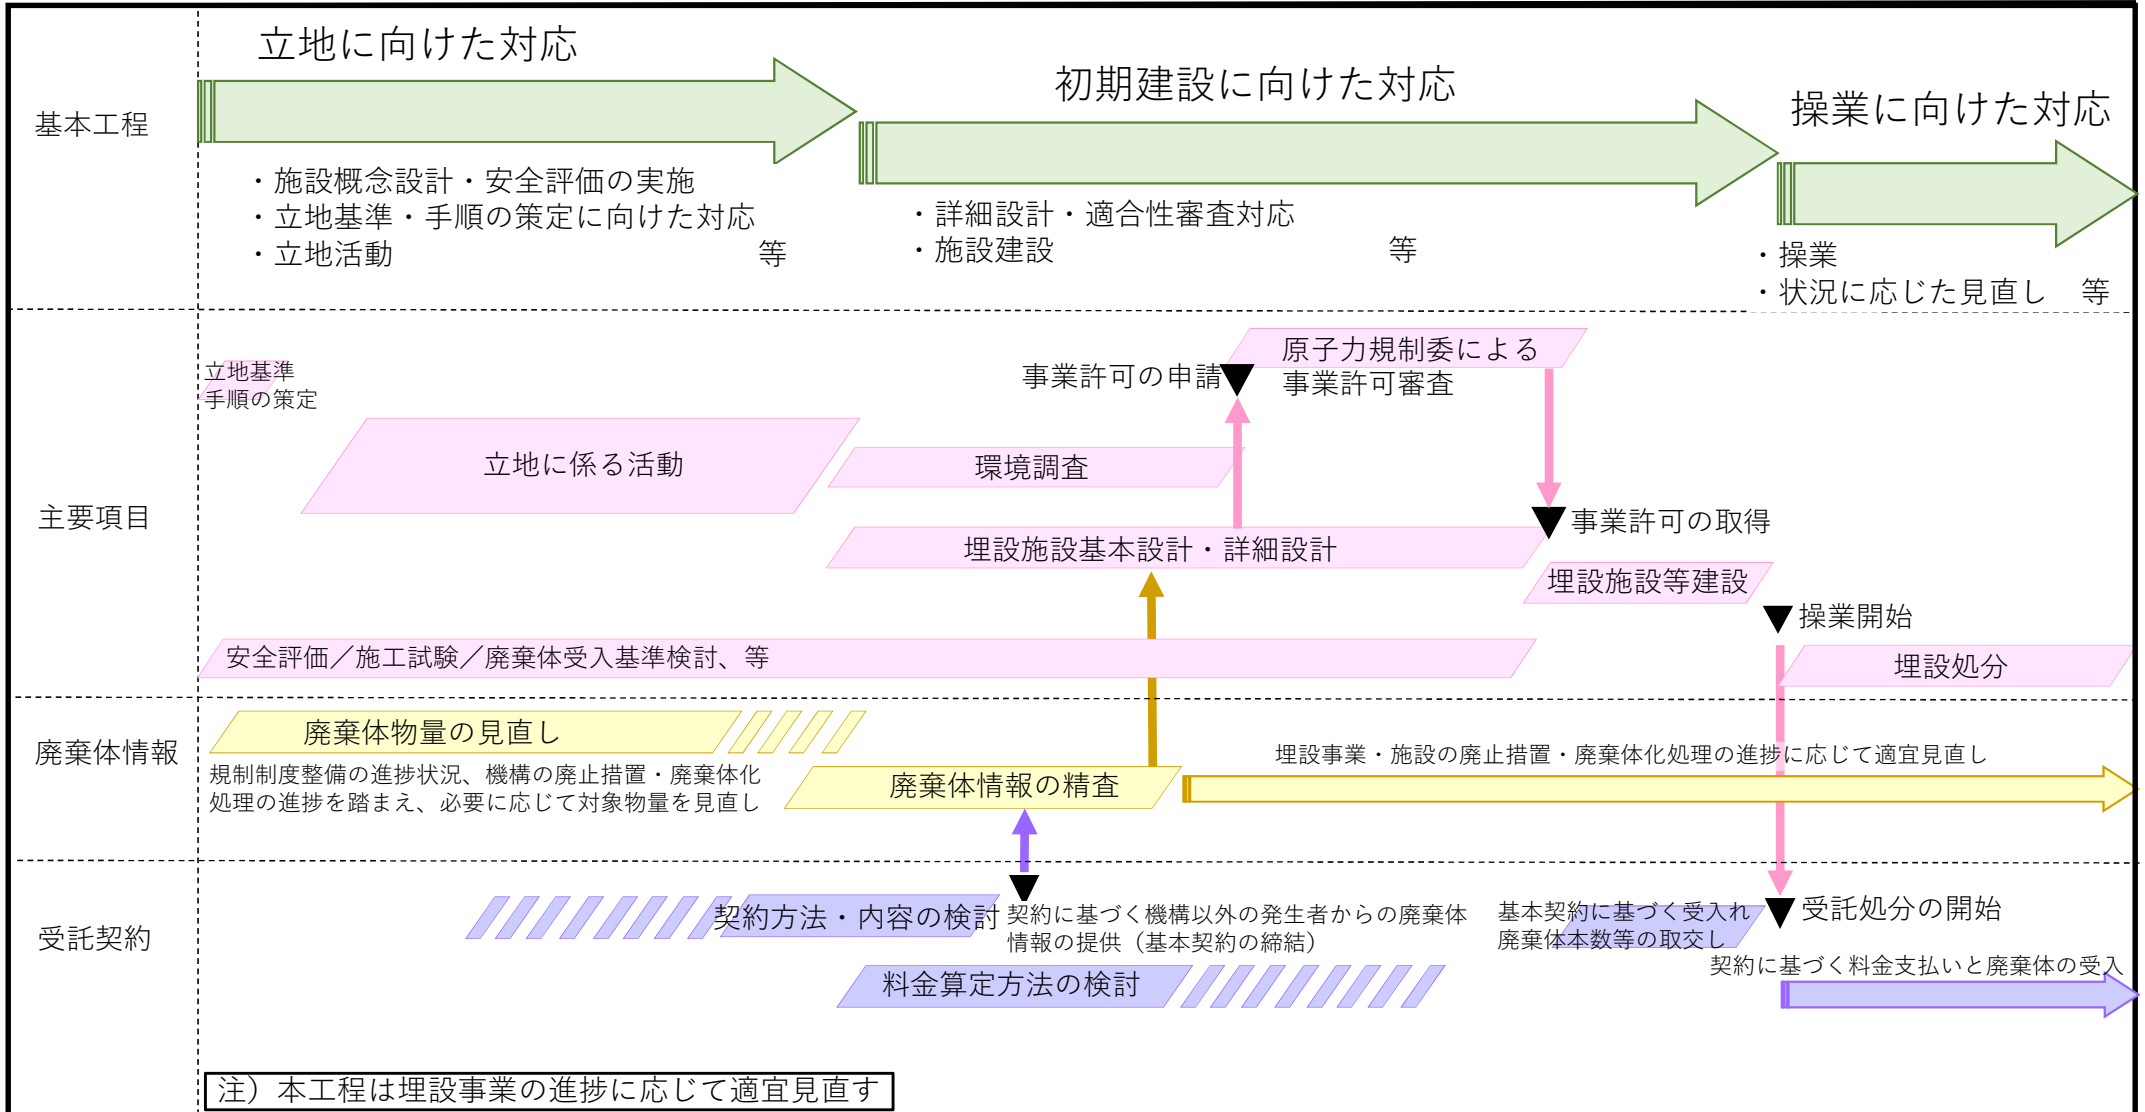 基本工程
立地に向けた対応
・施設概念設計・安全評価の実施
・立地基準・手順の策定に向けた対応
・立地活動 等
初期建設に向けた対応
・詳細設計・適合性審査対応
・施設建設 等
操業に向けた対応
・操業
・状況に応じた見直し 等
主要項目
立地基準
手順の策定
立地に係る活動
環境調査
事業許可の申請
原子力規制委による
事業許可審査
事業許可の取得
埋設施設基本設計・詳細設計
埋設施設等建設
操業開始
安全評価／施工試験／廃棄体受入基準検討、等
埋設処分
廃棄体情報
廃棄体物量の見直し
規制制度整備の進捗状況、機構の廃止措置・廃棄体化
処理の進捗を踏まえ、必要に応じて対象物量を見直し
廃棄体情報の精査
埋設事業・施設の廃止措置・廃棄体化処理の進捗に応じて適宜見直し
受託契約
契約方法・内容の検討
契約に基づく機構以外の発生者からの廃棄体
情報の提供（基本契約の締結）
基本契約に基づく受入れ
廃棄体本数等の取交し
受託処分の開始
料金算定方法の検討
契約に基づく料金支払いと廃棄体の受入
注）本工程は埋設事業の進捗に応じて適宜見直す